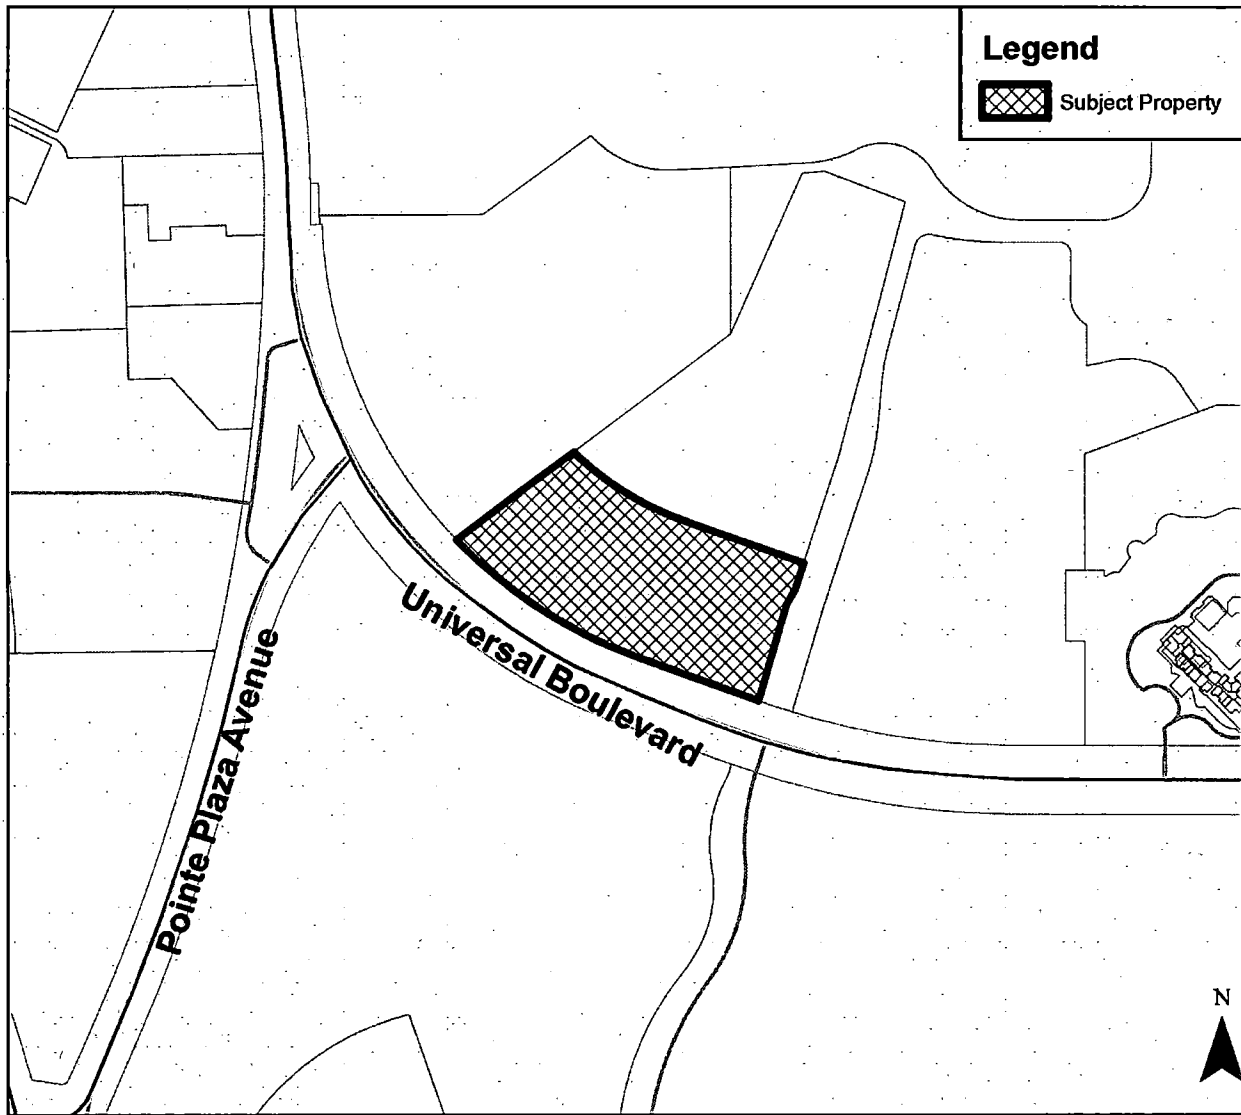 Legend
Subject Property
Universal Boulevard
Pointe Plaza Avenue
N